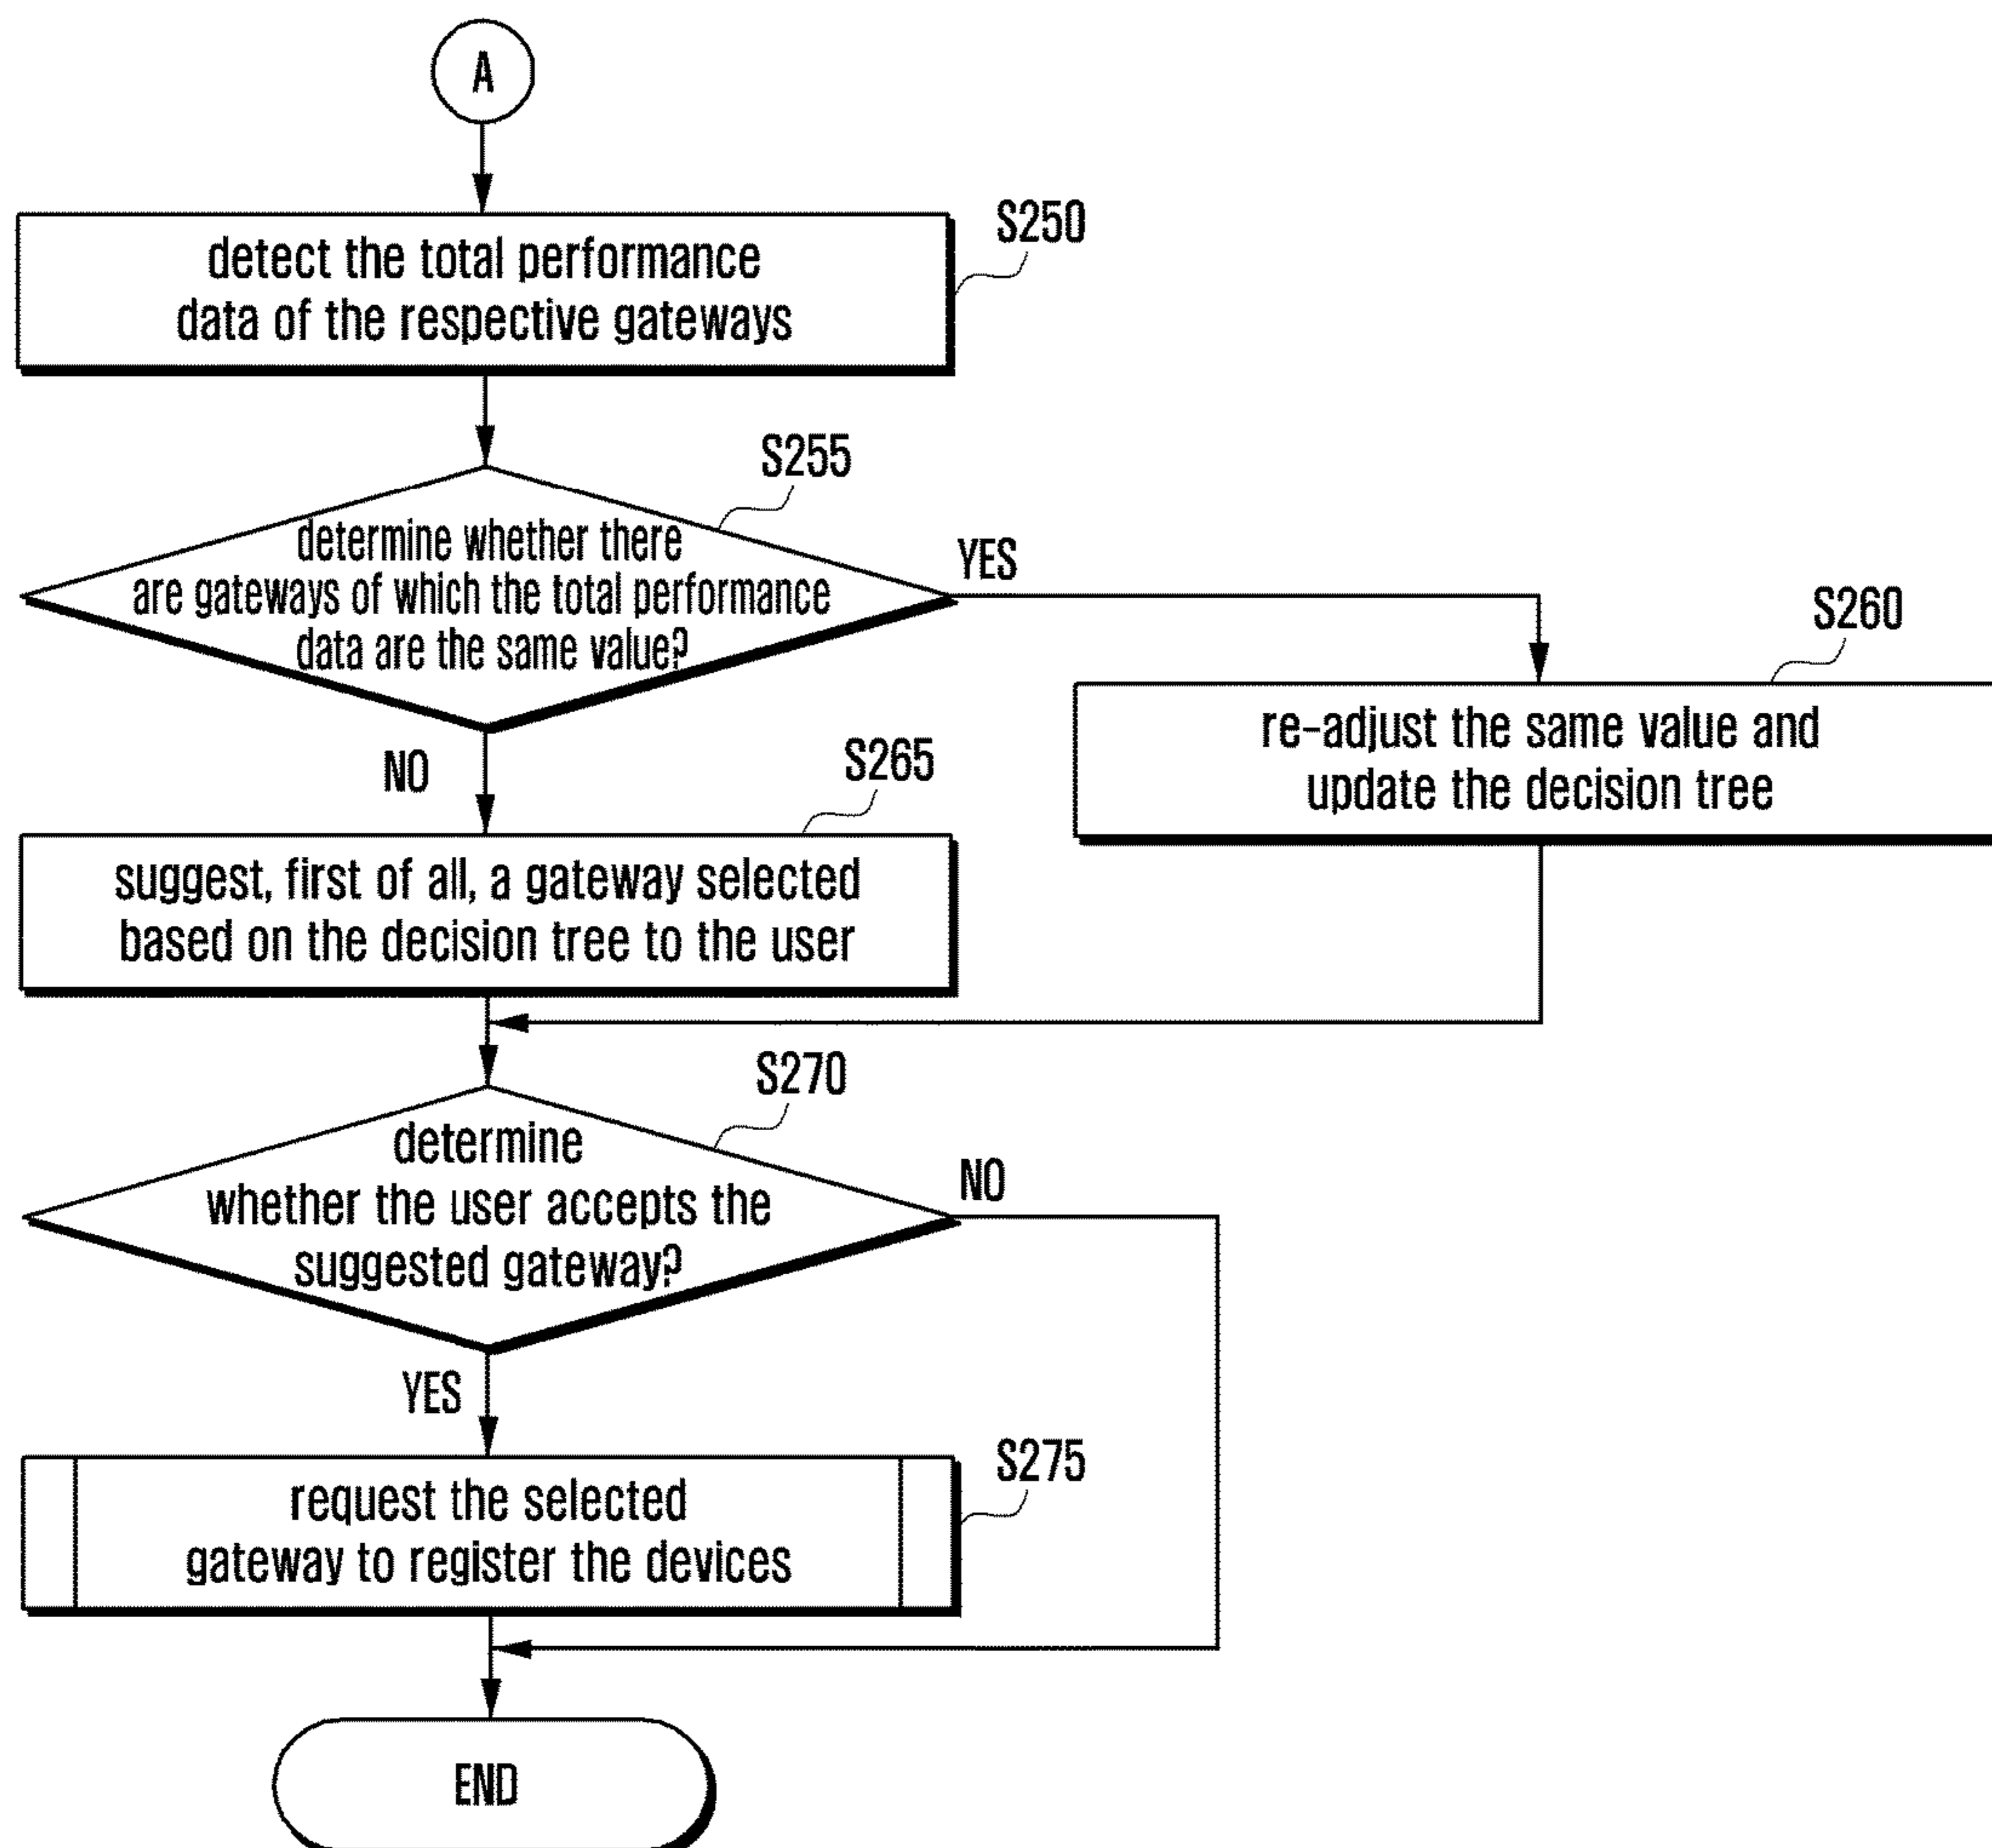 A
S250
detect the total performance
data of the respective gateways
S255
determine whether there
are gateways of which the total performance
data are the same value?
YES
S260
re-adjust the same value and
update the decision tree
NO
S265
suggest, first of all, a gateway selected
based on the decision tree to the user
S270
determine
whether the user accepts the
suggested gateway?
NO
YES
S275
request the selected
gateway to register the devices
END